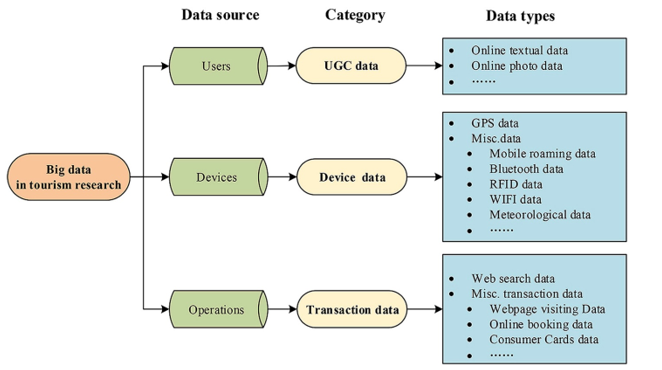 Data source Category Data types
Users UGC data
• Online textual data
• Online photo data
• ······
Big data
in tourism research
Devices Device data
• GPS data
• Misc.data
• Mobile roaming data
• Bluetooth data
• RFID data
• WIFI data
• Meteorological data
• ······
Operations Transaction data
• Web search data
• Misc. transaction data
• Webpage visiting Data
• Online booking data
• Consumer Cards data
• ······